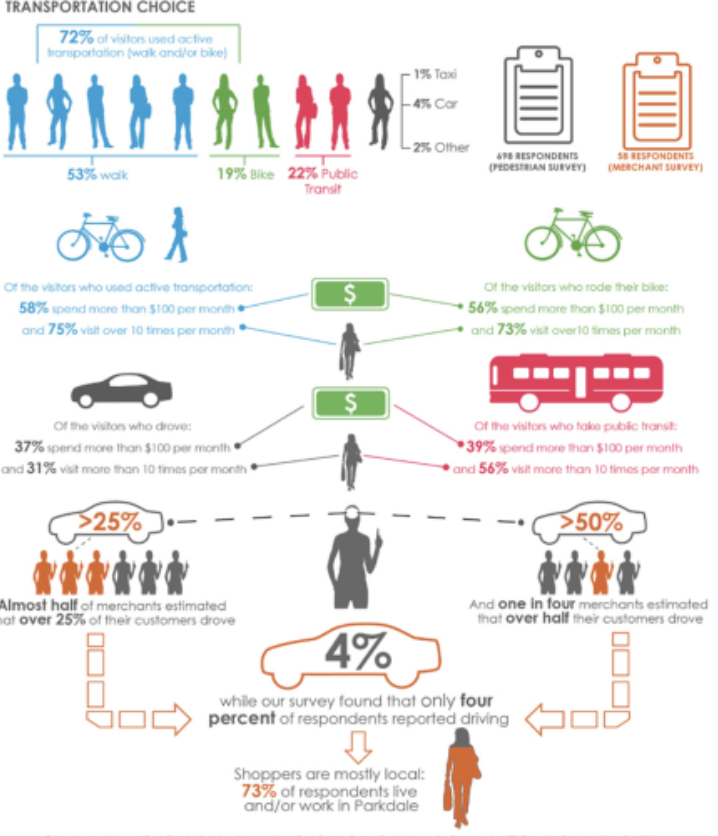 TRANSPORTATION CHOICE
72% of visitors used active
transportation (walk and/or bike)
1% Taxi
4% Car
2% Other
53% walk
19% Bike
22% Public
Transit
698 RESPONDENTS
(PEDESTRIAN SURVEY)
58 RESPONDENTS
(MERCHANT SURVEY)
Of the visitors who used active transportation:
58% spend more than $100 per month
and 75% visit over 10 times per month
$
Of the visitors who rode their bike:
56% spend more than $100 per month
and 73% visit over10 times per month
Of the visitors who drove:
37% spend more than $100 per month
and 31% visit more than 10 times per month
$
Of the visitors who take public transit:
39% spend more than $100 per month
and 56% visit more than 10 times per month
>25%
>50%
Almost half of merchants estimated
hat over 25% of their customers drove
And one in four merchants estimated
that over half their customers drove
4%
while our survey found that only four
percent of respondents reported driving
Shoppers are mostly local:
73% of respondents live
and/or work in Parkdale